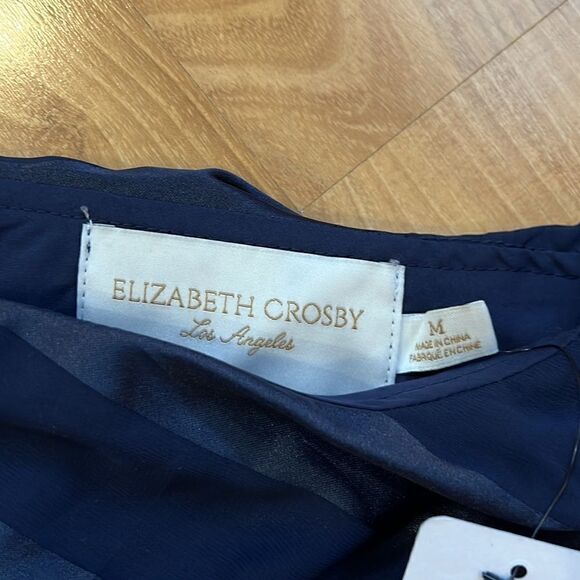 ELIZABETH CROSBY
Los Angeles
M
MADE IN CHINA
FABRIQUÉ EN CHINE